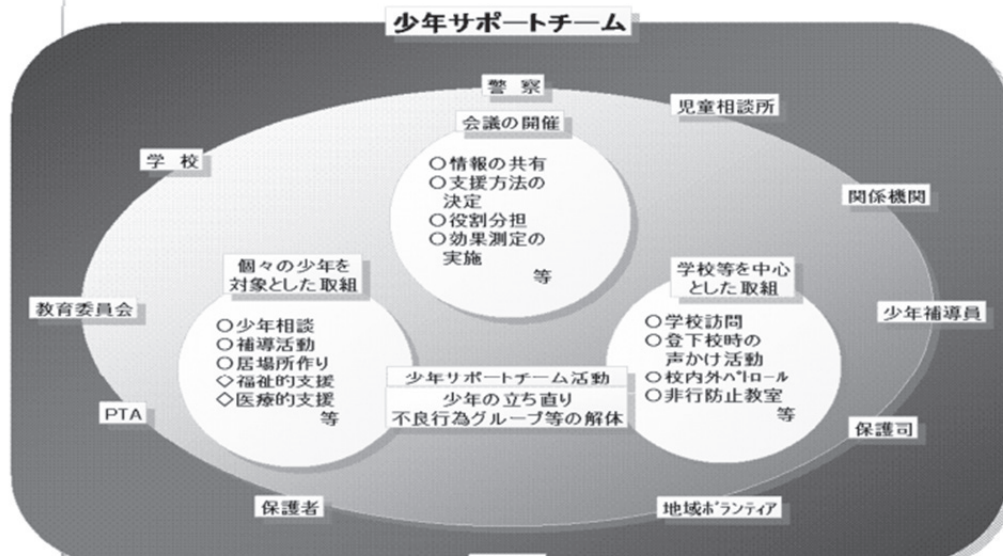 少年サポートチーム
警 察
児童相談所
学 校
関係機関
教育委員会
少年補導員
PTA
保護司
保護者
地域ボランティア
会議の開催
○情報の共有
○支援方法の
決定
○役割分担
○効果測定の
実施
等
個々の少年を
対象とした取組
○少年相談
○補導活動
○居場所作り
◇福祉的支援
◇医療的支援
等
学校等を中心
とした取組
○学校訪問
○登下校時の
声かけ活動
○校内外パトロール
○非行防止教室
等
少年サポートチーム活動
少年の立ち直り
不良行為グループ等の解体